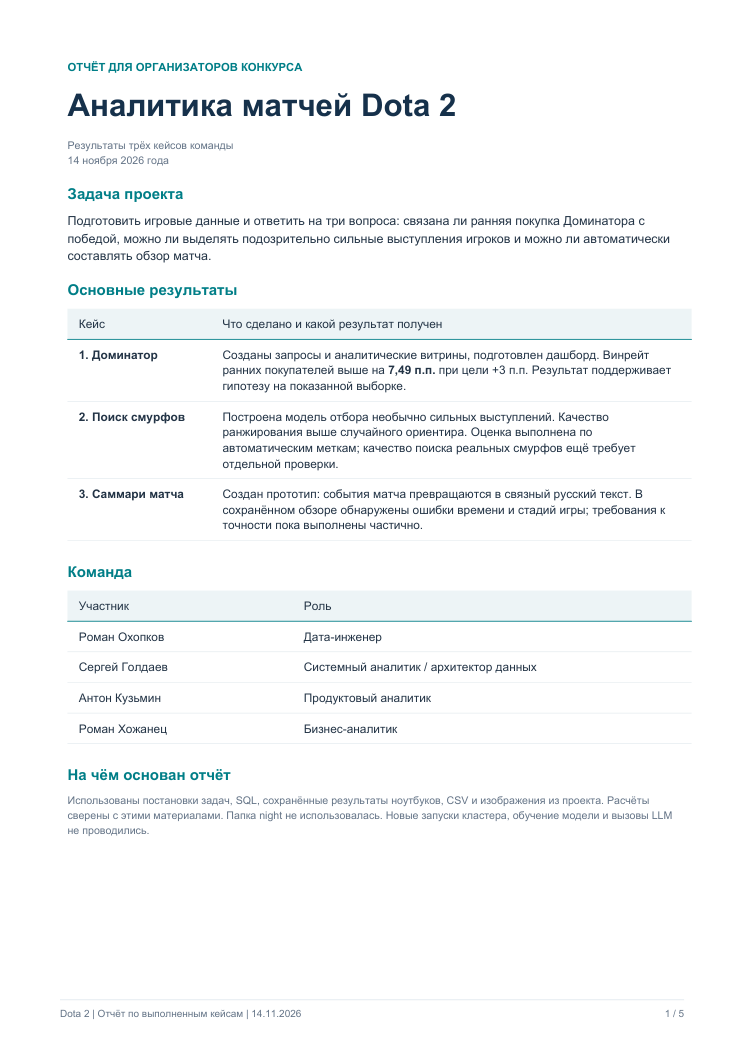 ОТЧЁТ ДЛЯ ОРГАНИЗАТОРОВ КОНКУРСА
Аналитика матчей Dota 2
Результаты трёх кейсов команды
14 ноября 2026 года
Задача проекта
Подготовить игровые данные и ответить на три вопроса: связана ли ранняя покупка Доминатора с
победой, можно ли выделять подозрительно сильные выступления игроков и можно ли автоматически
составлять обзор матча.
Основные результаты
Кейс Что сделано и какой результат получен
1. Доминатор Созданы запросы и аналитические витрины, подготовлен дашборд. Винрейт
ранних покупателей выше на 7,49 п.п. при цели +3 п.п. Результат поддерживает
гипотезу на показанной выборке.
2. Поиск смурфов Построена модель отбора необычно сильных выступлений. Качество
ранжирования выше случайного ориентира. Оценка выполнена по
автоматическим меткам; качество поиска реальных смурфов ещё требует
отдельной проверки.
3. Саммари матча Создан прототип: события матча превращаются в связный русский текст. В
сохранённом обзоре обнаружены ошибки времени и стадий игры; требования к
точности пока выполнены частично.
Команда
Участник Роль
Роман Охопков Дата-инженер
Сергей Голдаев Системный аналитик / архитектор данных
Антон Кузьмин Продуктовый аналитик
Роман Хожанец Бизнес-аналитик
На чём основан отчёт
Использованы постановки задач, SQL, сохранённые результаты ноутбуков, CSV и изображения из проекта. Расчёты
сверены с этими материалами. Папка night не использовалась. Новые запуски кластера, обучение модели и вызовы LLM
не проводились.
Dota 2 | Отчёт по выполненным кейсам | 14.11.2026 1 / 5